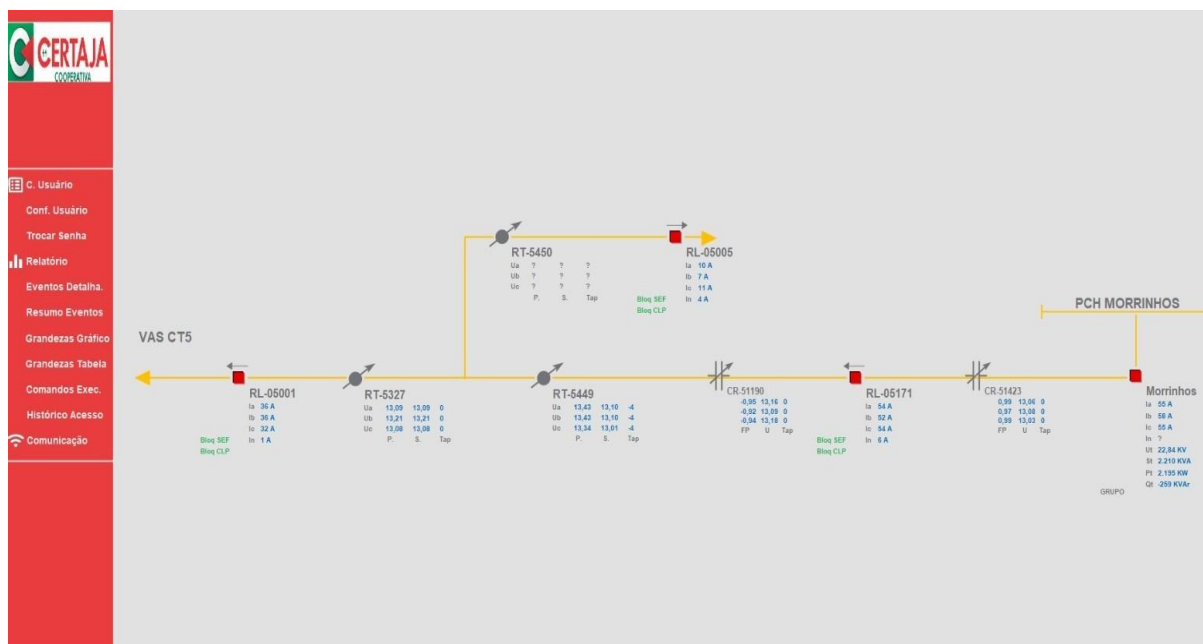 CERTAJA
COOPERATIVA
C. Usuário
Conf. Usuário
Trocar Senha
Relatório
Eventos Detalha.
Resumo Eventos
Grandezas Gráfico
Grandezas Tabela
Comandos Exec.
Histórico Acesso
Comunicação
RT-5450
Ua ? ? ?
Ub ? ? ?
Uc ? ? ?
P. S. Tap
RL-05005
Ia 10 A
Ib 7 A
Ic 11 A
In 4 A
Bloq SEF
Bloq CLP
PCH MORRINHOS
VAS CT5
RL-05001
Ia 36 A
Ib 36 A
Ic 32 A
In 1 A
Bloq SEF
Bloq CLP
RT-5327
Ua 13,09 13,09 0
Ub 13,21 13,21 0
Uc 13,08 13,08 0
P. S. Tap
RT-5449
Ua 13,43 13,10 -4
Ub 13,43 13,10 -4
Uc 13,34 13,01 -4
P. S. Tap
CR-51190
-0,95 13,16 0
-0,92 13,09 0
-0,94 13,18 0
FP U Tap
RL-05171
Ia 54 A
Ib 52 A
Ic 54 A
In 6 A
Bloq SEF
Bloq CLP
CR-51423
0,99 13,06 0
0,97 13,08 0
0,99 13,03 0
FP U Tap
Morrinhos
Ia 55 A
Ib 58 A
Ic 55 A
In ?
Ut 22,84 KV
St 2.210 KVA
Pt 2.195 KW
Qt -259 KVAr
GRUPO